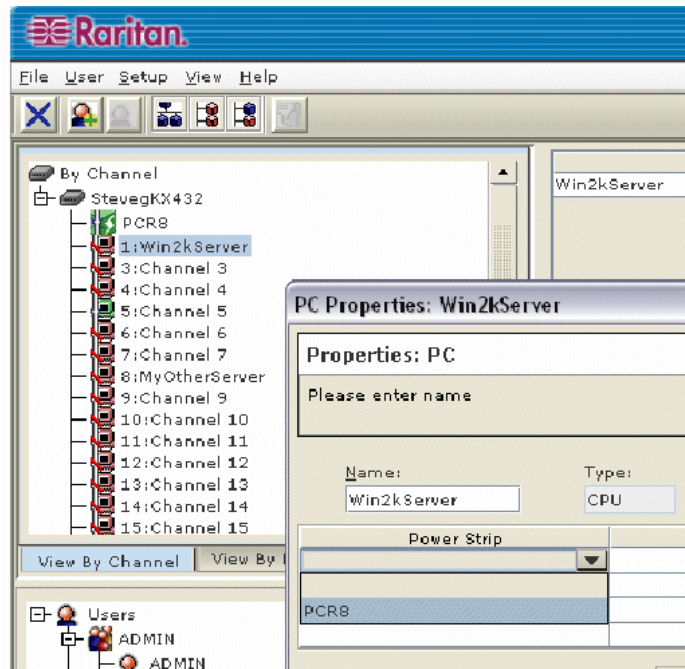 Raritan.
File User Setup View Help
By Channel
StevegKX432
PCR8
1:Win2kServer
3:Channel 3
4:Channel 4
5:Channel 5
6:Channel 6
7:Channel 7
8:MyOtherServer
9:Channel 9
10:Channel 10
11:Channel 11
12:Channel 12
13:Channel 13
14:Channel 14
15:Channel 15
View By Channel View By
Users
ADMIN
ADMIN
Win2kServer
PC Properties: Win2kServer
Properties: PC
Please enter name
Name: Type:
Win2kServer CPU
Power Strip
PCR8